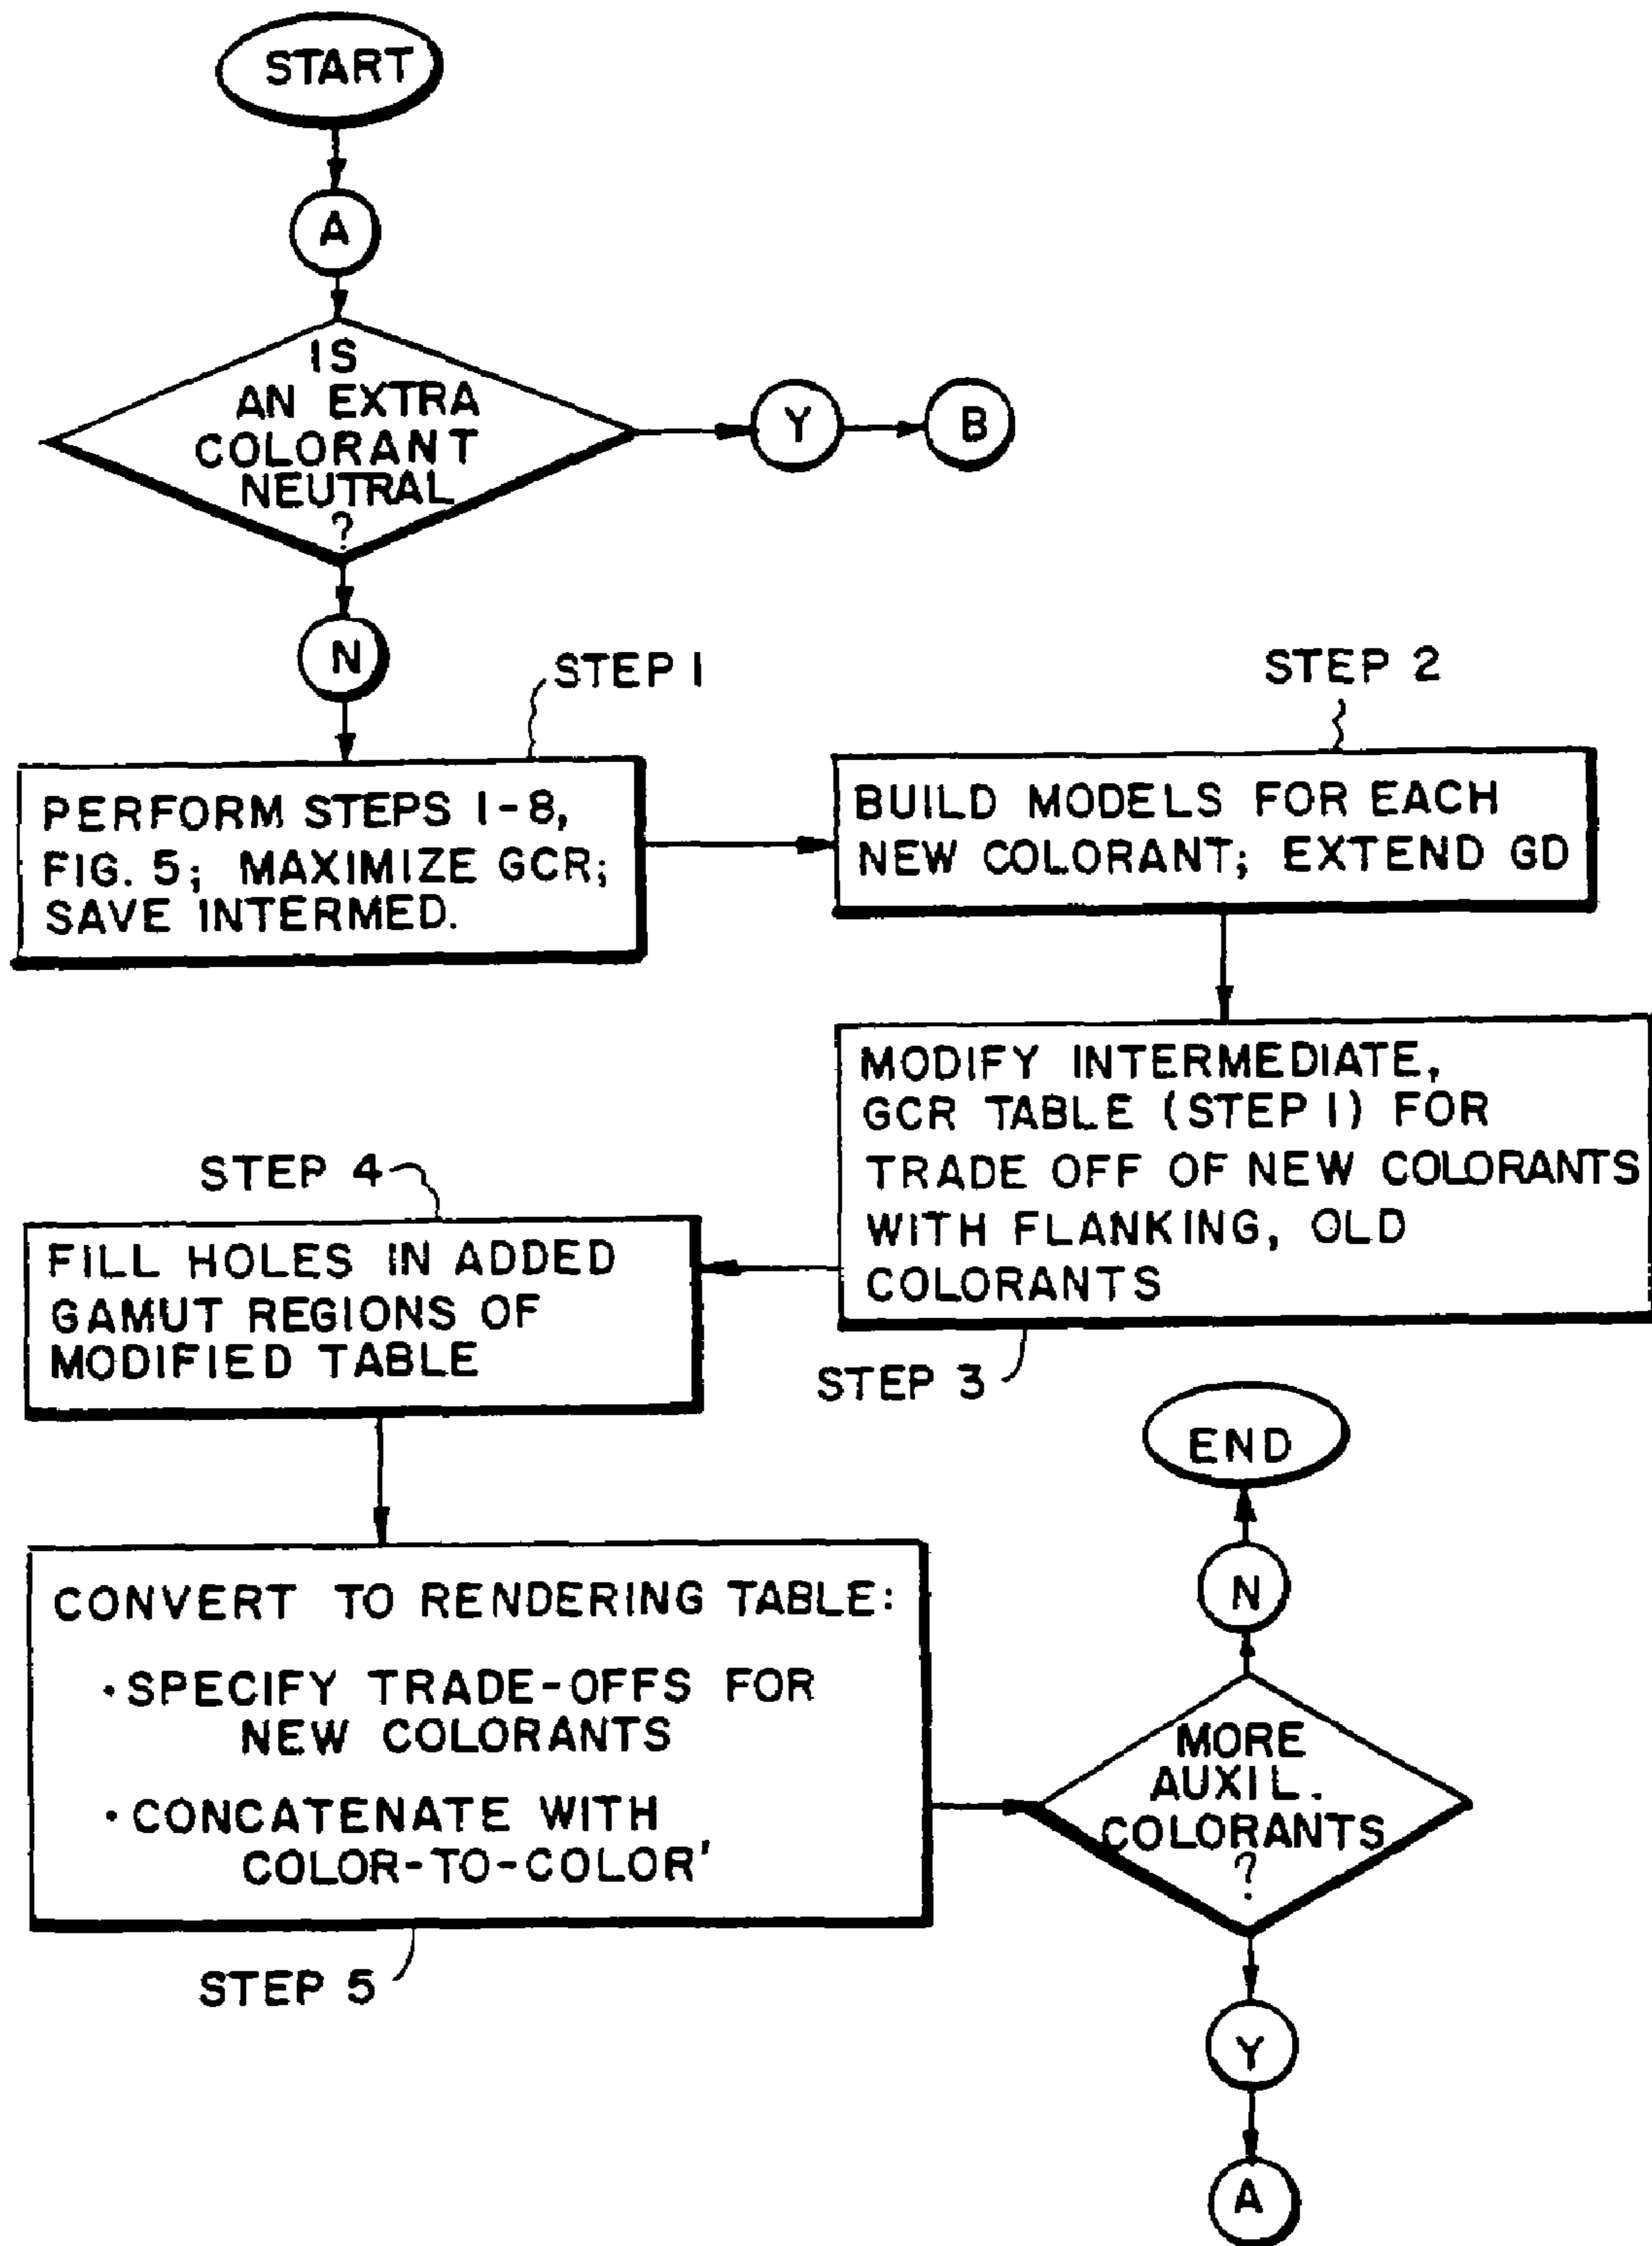 START
A
IS
AN EXTRA
COLORANT
NEUTRAL
?
Y
B
N
STEP 1
PERFORM STEPS 1-8,
FIG. 5; MAXIMIZE GCR;
SAVE INTERMED.
STEP 2
BUILD MODELS FOR EACH
NEW COLORANT; EXTEND GD
MODIFY INTERMEDIATE,
GCR TABLE (STEP 1) FOR
TRADE OFF OF NEW COLORANTS
WITH FLANKING, OLD
COLORANTS
STEP 3
STEP 4
FILL HOLES IN ADDED
GAMUT REGIONS OF
MODIFIED TABLE
CONVERT TO RENDERING TABLE:
• SPECIFY TRADE-OFFS FOR
NEW COLORANTS
• CONCATENATE WITH
COLOR-TO-COLOR'
STEP 5
END
N
MORE
AUXIL.
COLORANTS
?
Y
A